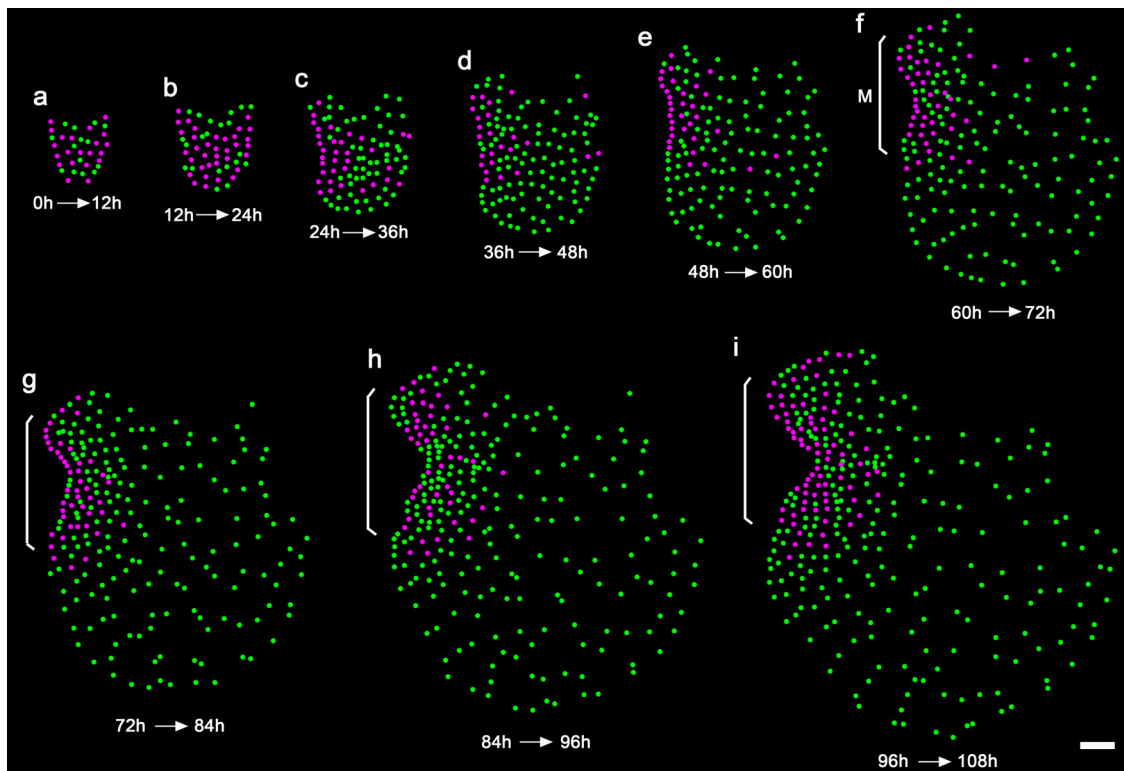 a
0h → 12h
b
12h → 24h
c
24h → 36h
d
36h → 48h
e
48h → 60h
f
M
60h → 72h
g
72h → 84h
h
84h → 96h
i
96h → 108h